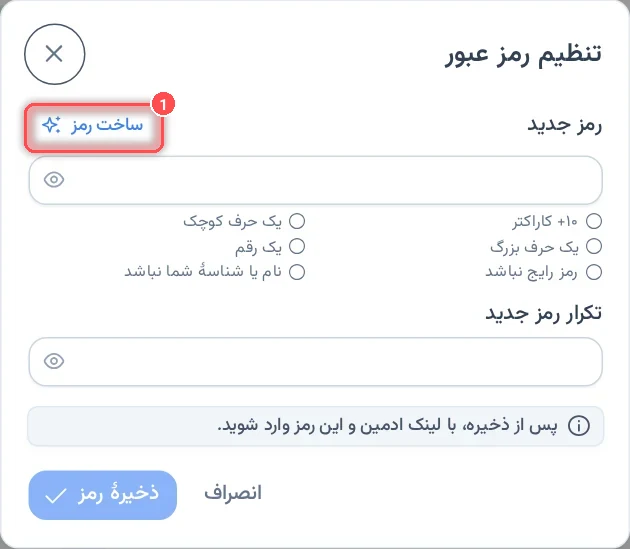 تنظیم رمز عبور
رمز جدید
ساخت رمز
1
۱۰+ کاراکتر
یک حرف کوچک
یک حرف بزرگ
یک رقم
رمز رایج نباشد
نام یا شناسهٔ شما نباشد
تکرار رمز جدید
پس از ذخیره، با لینک ادمین و این رمز وارد شوید.
انصراف
ذخیرهٔ رمز